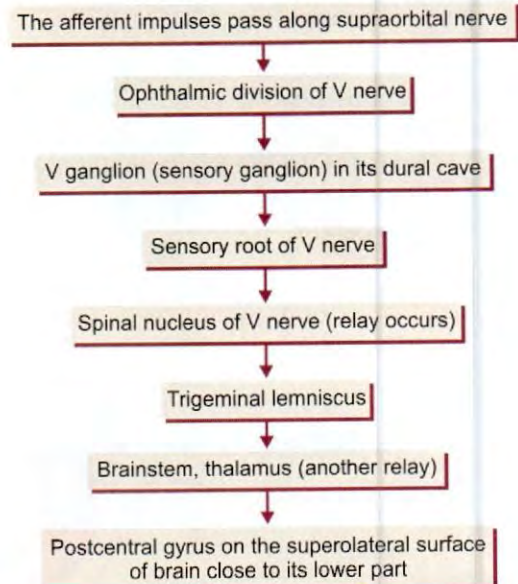 The afferent impulses pass along supraorbital nerve
Ophthalmic division of V nerve
V ganglion (sensory ganglion) in its dural cave
Sensory root of V nerve
Spinal nucleus of V nerve (relay occurs)
Trigeminal lemniscus
Brainstem, thalamus (another relay)
Postcentral gyrus on the superolateral surface
of brain close to its lower part